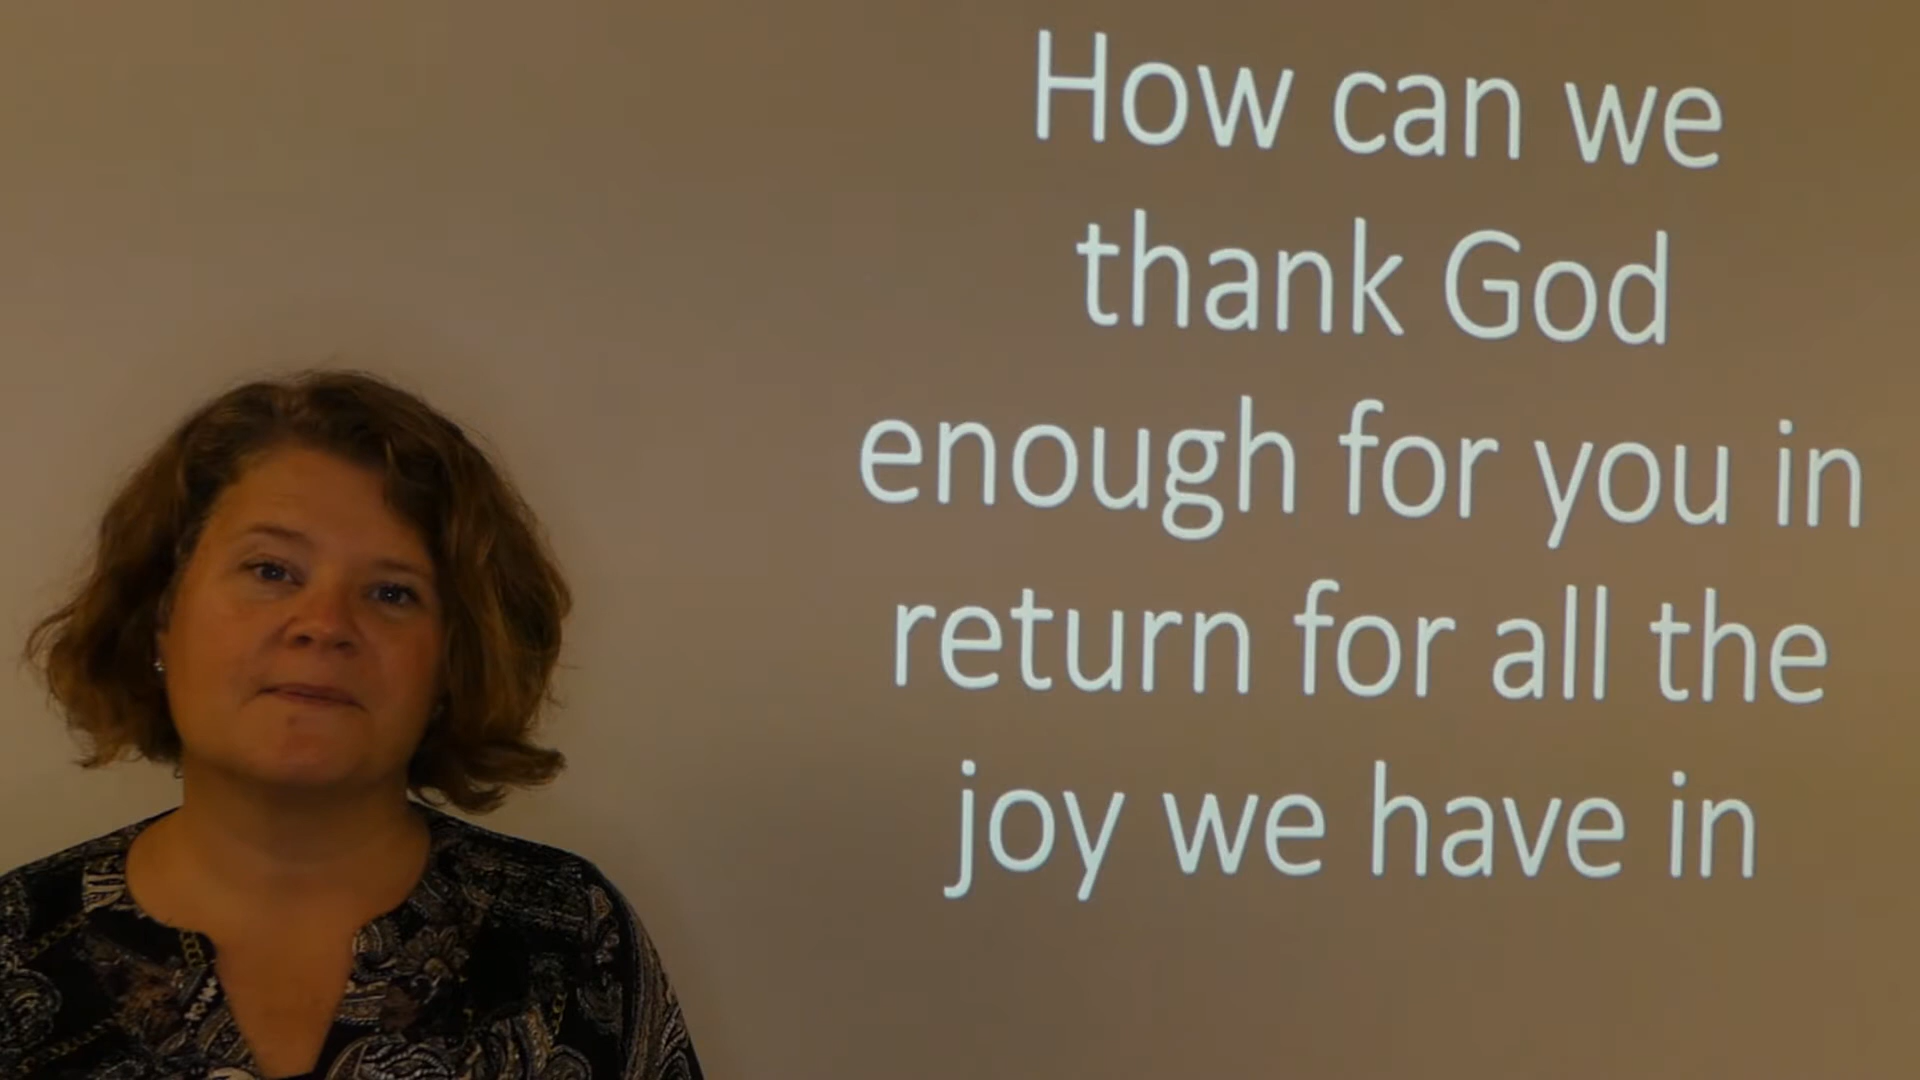 How can we
thank God
enough for you in
return for all the
joy we have in